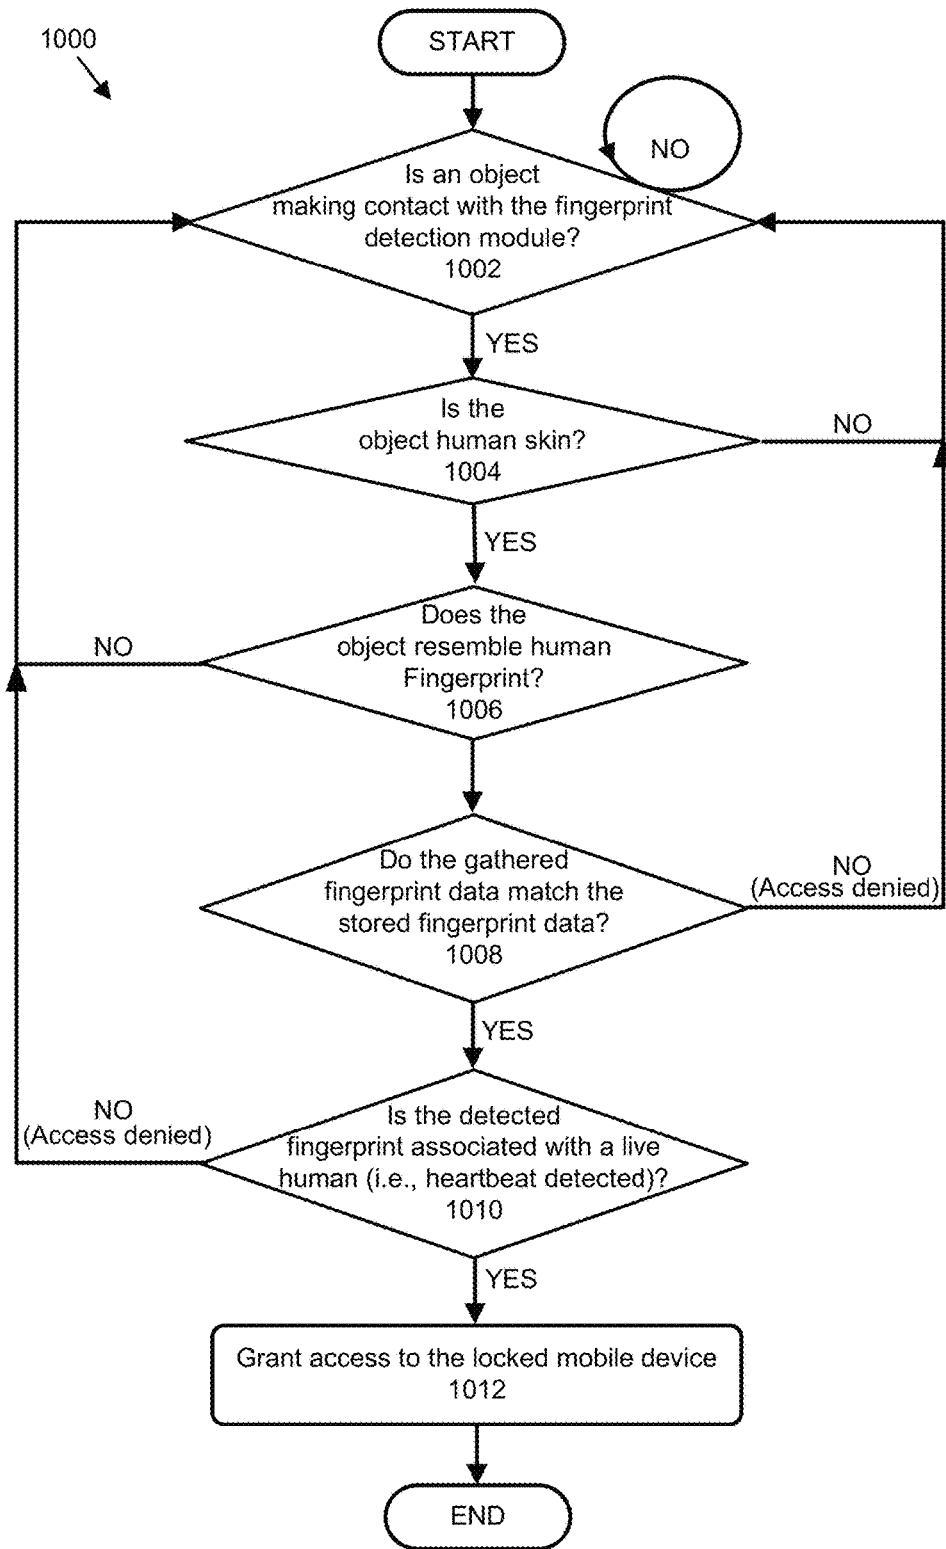 1000
START
NO
Is an object
making contact with the fingerprint
detection module?
1002
YES
Is the
object human skin?
1004
NO
YES
Does the
object resemble human
Fingerprint?
1006
NO
Do the gathered
fingerprint data match the
stored fingerprint data?
1008
NO
(Access denied)
YES
Is the detected
fingerprint associated with a live
human (i.e., heartbeat detected)?
1010
NO
(Access denied)
YES
Grant access to the locked mobile device
1012
END